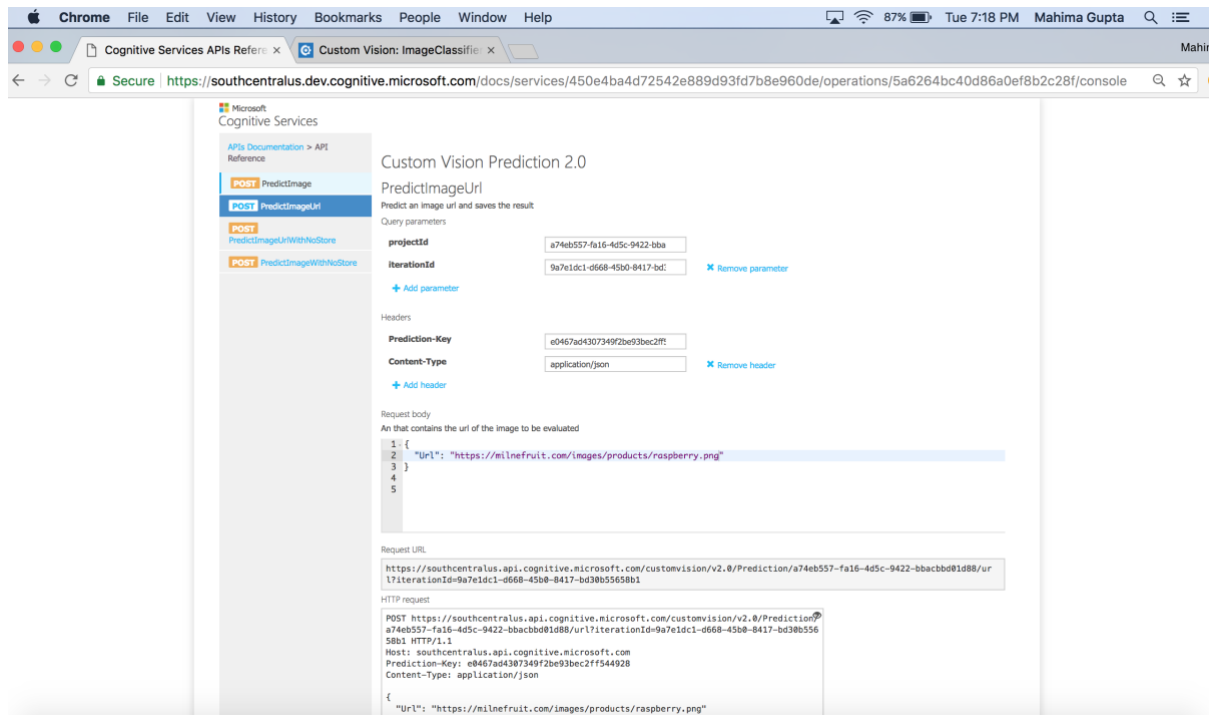 Chrome File Edit View History Bookmarks People Window Help 87% Tue 7:18 PM Mahima Gupta
Cognitive Services APIs Refere × Custom Vision: ImageClassifier × Mahir
Secure https://southcentralus.dev.cognitive.microsoft.com/docs/services/450e4ba4d72542e889d93fd7b8e960de/operations/5a6264bc40d86a0ef8b2c28f/console
Microsoft
Cognitive Services
APIs Documentation > API
Reference
POST PredictImage
POST PredictImageUrl
POST
PredictImageUrlWithNoStore
POST PredictImageWithNoStore
Custom Vision Prediction 2.0
PredictImageUrl
Predict an image url and saves the result
Query parameters
projectId a74eb557-fa16-4d5c-9422-bba
iterationId 9a7e1dc1-d668-45b0-8417-bd3 Remove parameter
Add parameter
Headers
Prediction-Key e0467ad4307349f2be93bec2ff5
Content-Type application/json Remove header
Add header
Request body
An that contains the url of the image to be evaluated
1 {
2 "Url": "https://milnefruit.com/images/products/raspberry.png"
3 }
4
5
Request URL
https://southcentralus.api.cognitive.microsoft.com/customvision/v2.0/Prediction/a74eb557-fa16-4d5c-9422-bbacbbd01d88/ur
l?iterationId=9a7e1dc1-d668-45b0-8417-bd30b55658b1
HTTP request
POST https://southcentralus.api.cognitive.microsoft.com/customvision/v2.0/Prediction/
a74eb557-fa16-4d5c-9422-bbacbbd01d88/url?iterationId=9a7e1dc1-d668-45b0-8417-bd30b556
58b1 HTTP/1.1
Host: southcentralus.api.cognitive.microsoft.com
Prediction-Key: e0467ad4307349f2be93bec2ff544928
Content-Type: application/json
{
"Url": "https://milnefruit.com/images/products/raspberry.png"